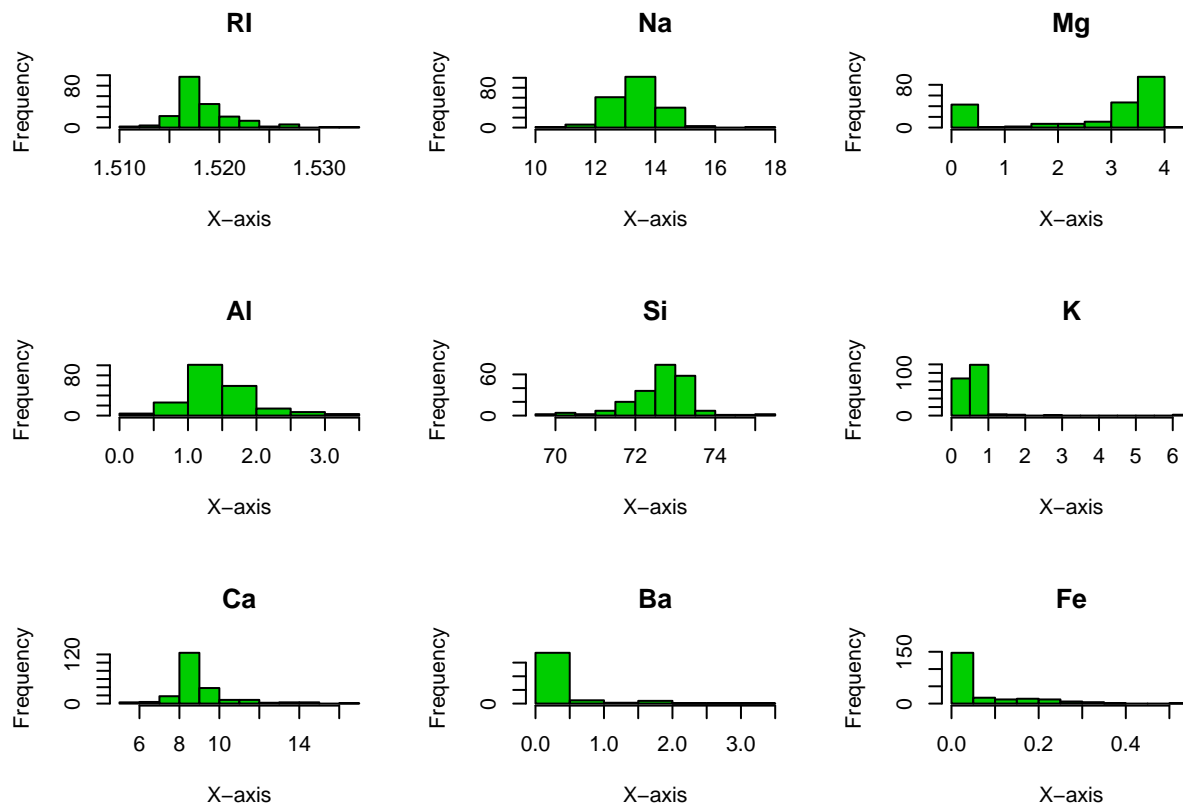 RI Na Mg
Frequency 0 80 Frequency 0 80 Frequency 0 80
1.510 1.520 1.530 10 12 14 16 18 0 1 2 3 4
X−axis X−axis X−axis
Al Si K
Frequency 0 80 Frequency 0 60 Frequency 0 100
0.0 1.0 2.0 3.0 70 72 74 0 1 2 3 4 5 6
X−axis X−axis X−axis
Ca Ba Fe
Frequency 0 120 Frequency 0 Frequency 0 150
6 8 10 14 0.0 1.0 2.0 3.0 0.0 0.2 0.4
X−axis X−axis X−axis